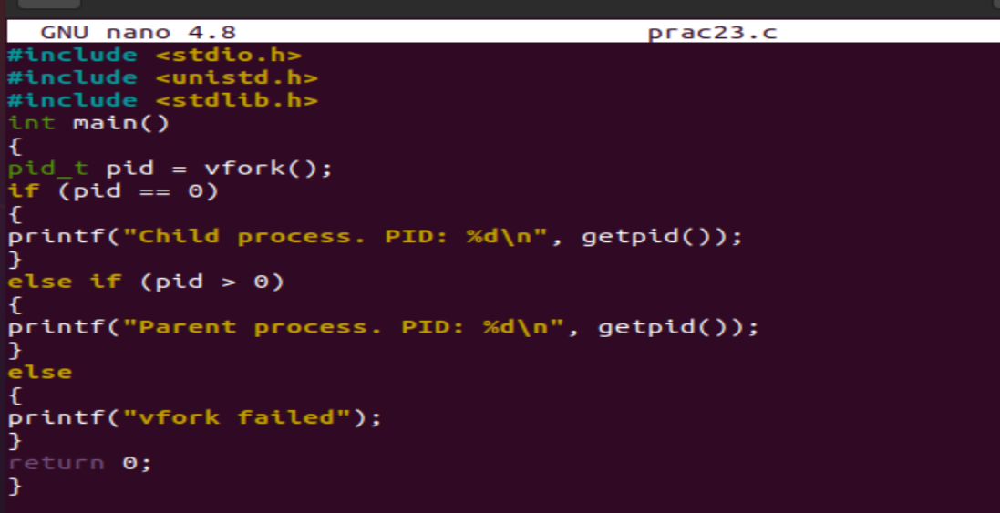 GNU nano 4.8 prac23.c
#include <stdio.h>
#include <unistd.h>
#include <stdlib.h>
int main()
{
pid_t pid = vfork();
if (pid == 0)
{
printf("Child process. PID: %d\n", getpid());
}
else if (pid > 0)
{
printf("Parent process. PID: %d\n", getpid());
}
else
{
printf("vfork failed");
}
return 0;
}